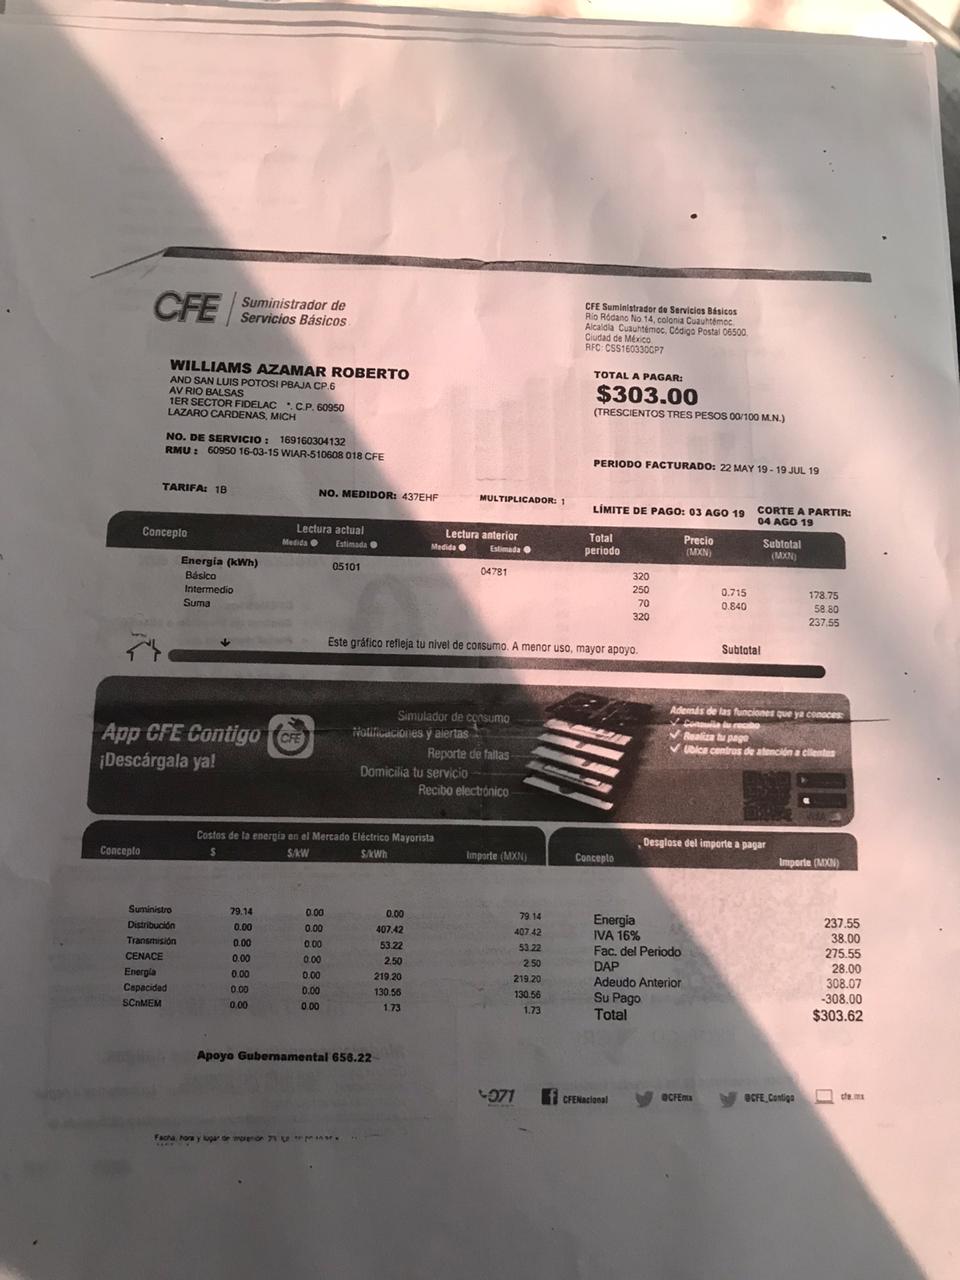 CFE Suministrador de
Servicios Básicos
CFE Suministrador de Servicios Básicos
Río Ródano No.14, colonia Cuauhtémoc,
Alcaldía Cuauhtémoc, Código Postal 06500,
Ciudad de México.
RFC: CSS160330CP7
WILLIAMS AZAMAR ROBERTO
AND SAN LUIS POTOSI PBAJA CP.6
AV RIO BALSAS
1ER SECTOR FIDELAC *. C.P. 60950
LAZARO CARDENAS, MICH
TOTAL A PAGAR:
$303.00
(TRESCIENTOS TRES PESOS 00/100 M.N.)
NO. DE SERVICIO : 169160304132
RMU : 60950 16-03-15 WIAR-510608 018 CFE
PERIODO FACTURADO: 22 MAY 19 - 19 JUL 19
TARIFA: 1B NO. MEDIDOR: 437EHF MULTIPLICADOR: 1
LÍMITE DE PAGO: 03 AGO 19 CORTE A PARTIR:
04 AGO 19
Concepto Lectura actual Lectura anterior Total periodo Precio (MXN) Subtotal (MXN)
Medida Estimada Medida Estimada
Energía (kWh) 05101 04781 320
Básico 250 0.715 178.75
Intermedio 70 0.840 58.80
Suma 320 237.55
Este gráfico refleja tu nivel de consumo. A menor uso, mayor apoyo. Subtotal
App CFE Contigo
¡Descárgala ya!
CFE
Simulador de consumo
Notificaciones y alertas
Reporte de fallas
Domicilia tu servicio
Recibo electrónico
Además de las funciones que ya conoces:
Consulta tu recibo
Realiza tu pago
Ubica centros de atención a clientes
Costos de la energía en el Mercado Eléctrico Mayorista
Concepto $ $/kW $/kWh Importe (MXN)
Suministro 79.14 0.00 0.00 79.14
Distribución 0.00 0.00 407.42 407.42
Transmisión 0.00 0.00 53.22 53.22
CENACE 0.00 0.00 2.50 2.50
Energía 0.00 0.00 219.20 219.20
Capacidad 0.00 0.00 130.56 130.56
SCnMEM 0.00 0.00 1.73 1.73
Apoyo Gubernamental 656.22
Desglose del importe a pagar
Concepto Importe (MXN)
Energía 237.55
IVA 16% 38.00
Fac. del Periodo 275.55
DAP 28.00
Adeudo Anterior 308.07
Su Pago -308.00
Total $303.62
071 CFENacional @CFEmx @CFE_Contigo cfe.mx
Fecha, hora y lugar de impresión